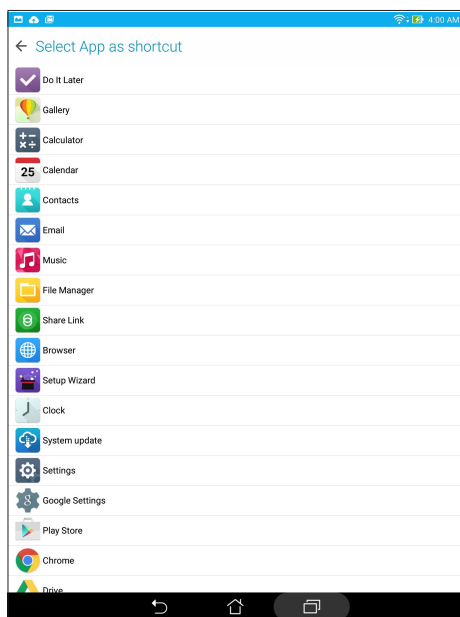 4:00 AM
Select App as shortcut
Do It Later
Gallery
Calculator
25 Calendar
Contacts
Email
Music
File Manager
Share Link
Browser
Setup Wizard
Clock
System update
Settings
8 Google Settings
Play Store
Chrome
Drive